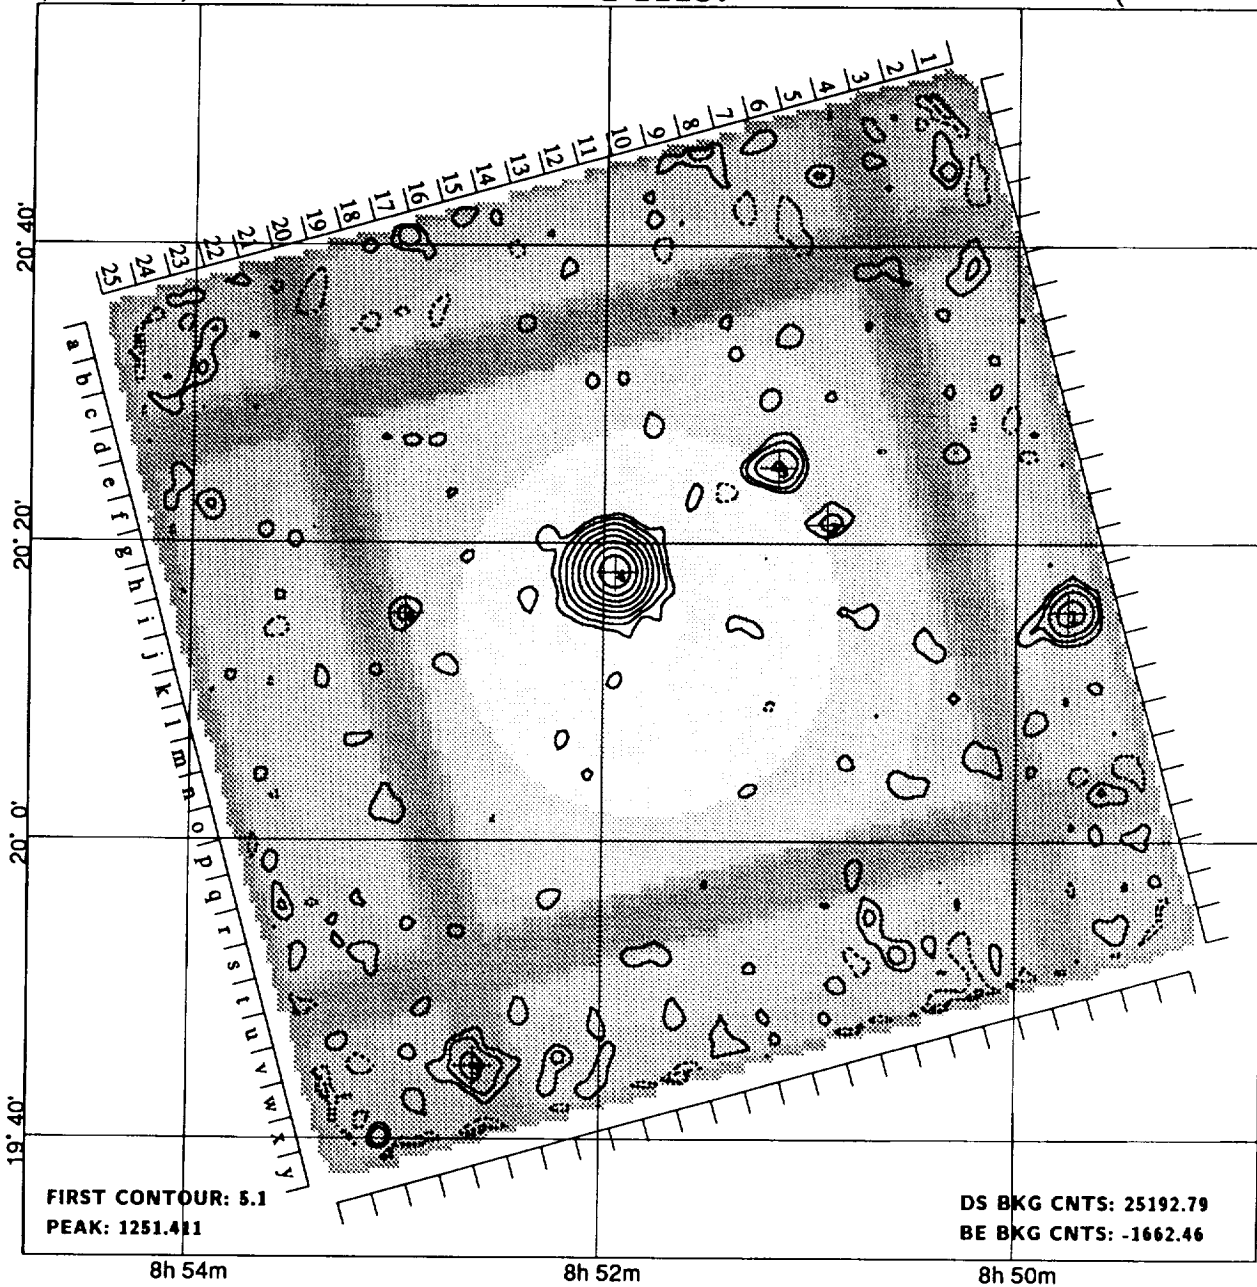 1 2 3 4 5 6 7 8 9 10 11 12 13 14 15 16 17 18 19 20 21 22 23 24 25
20° 40'
a b c d e f g h i j k l m n o p q r s t u v w x y
20° 20'
20° 0'
19° 40'
FIRST CONTOUR: 5.1
PEAK: 1251.411
DS BKG CNTS: 25192.79
BE BKG CNTS: -1662.46
8h 54m
8h 52m
8h 50m